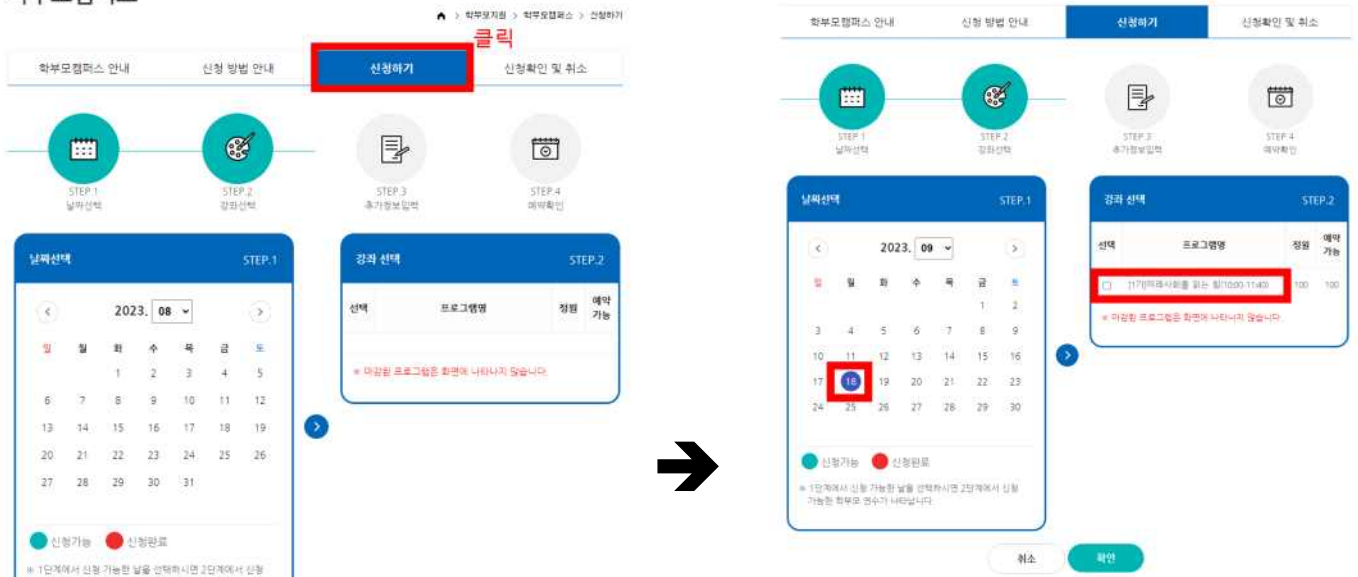 > 학부모지원 > 학부모캠퍼스 > 신청하기
클릭
학부모캠퍼스 안내
신청 방법 안내
신청하기
신청확인 및 취소
STEP.1
날짜선택
STEP.2
강좌선택
STEP.3
추가정보입력
STEP.4
예약확인
날짜선택 STEP.1
2023. 08
일 월 화 수 목 금 토
1 2 3 4 5
6 7 8 9 10 11 12
13 14 15 16 17 18 19
20 21 22 23 24 25 26
27 28 29 30 31
신청가능 신청완료
※ 1단계에서 신청 가능한 날을 선택하시면 2단계에서 신청
강좌 선택 STEP.2
선택 프로그램명 정원 예약가능
※ 마감된 프로그램은 화면에 나타나지 않습니다.
학부모캠퍼스 안내
신청 방법 안내
신청하기
신청확인 및 취소
STEP.1
날짜선택
STEP.2
강좌선택
STEP.3
추가정보입력
STEP.4
예약확인
날짜선택 STEP.1
2023. 09
일 월 화 수 목 금 토
1 2
3 4 5 6 7 8 9
10 11 12 13 14 15 16
17 18 19 20 21 22 23
24 25 26 27 28 29 30
신청가능 신청완료
※ 1단계에서 신청 가능한 날을 선택하시면 2단계에서 신청
가능한 학부모 연수가 나타납니다.
강좌 선택 STEP.2
선택 프로그램명 정원 예약가능
[1기]미래사회를 읽는 힘(10:00-11:40) 100 100
※ 마감된 프로그램은 화면에 나타나지 않습니다.
취소
확인